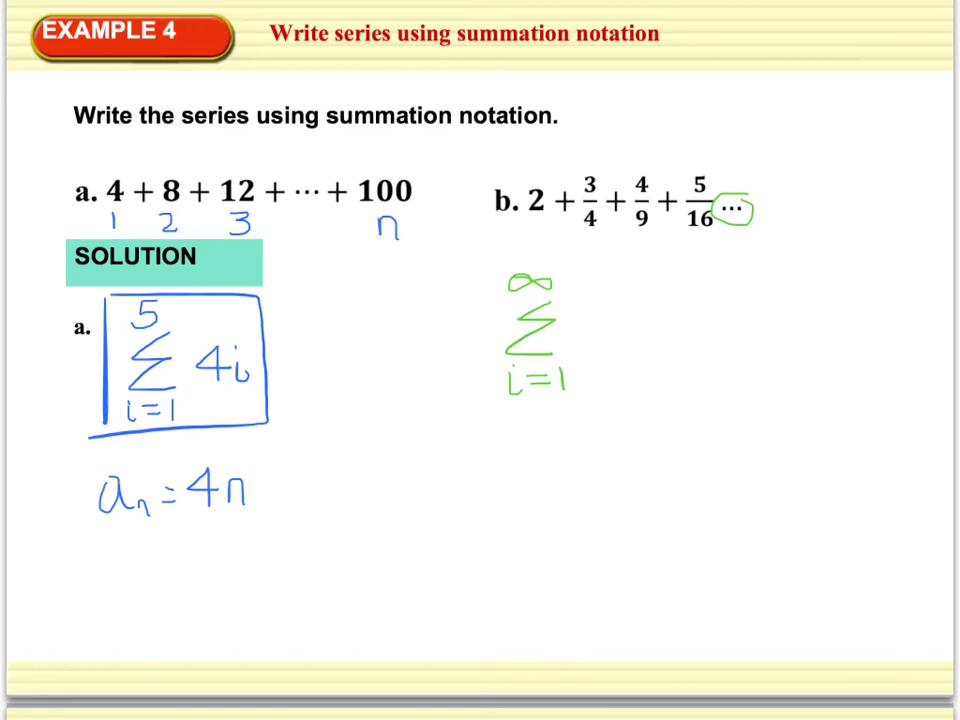 EXAMPLE 4
Write series using summation notation
Write the series using summation notation.
a. 4 + 8 + 12 + ⋯ + 100
1 2 3 n
b. 2 + 3/4 + 4/9 + 5/16 ...
SOLUTION
a.
5
∑ 4i
i=1
aₙ = 4n
∞
∑
i=1